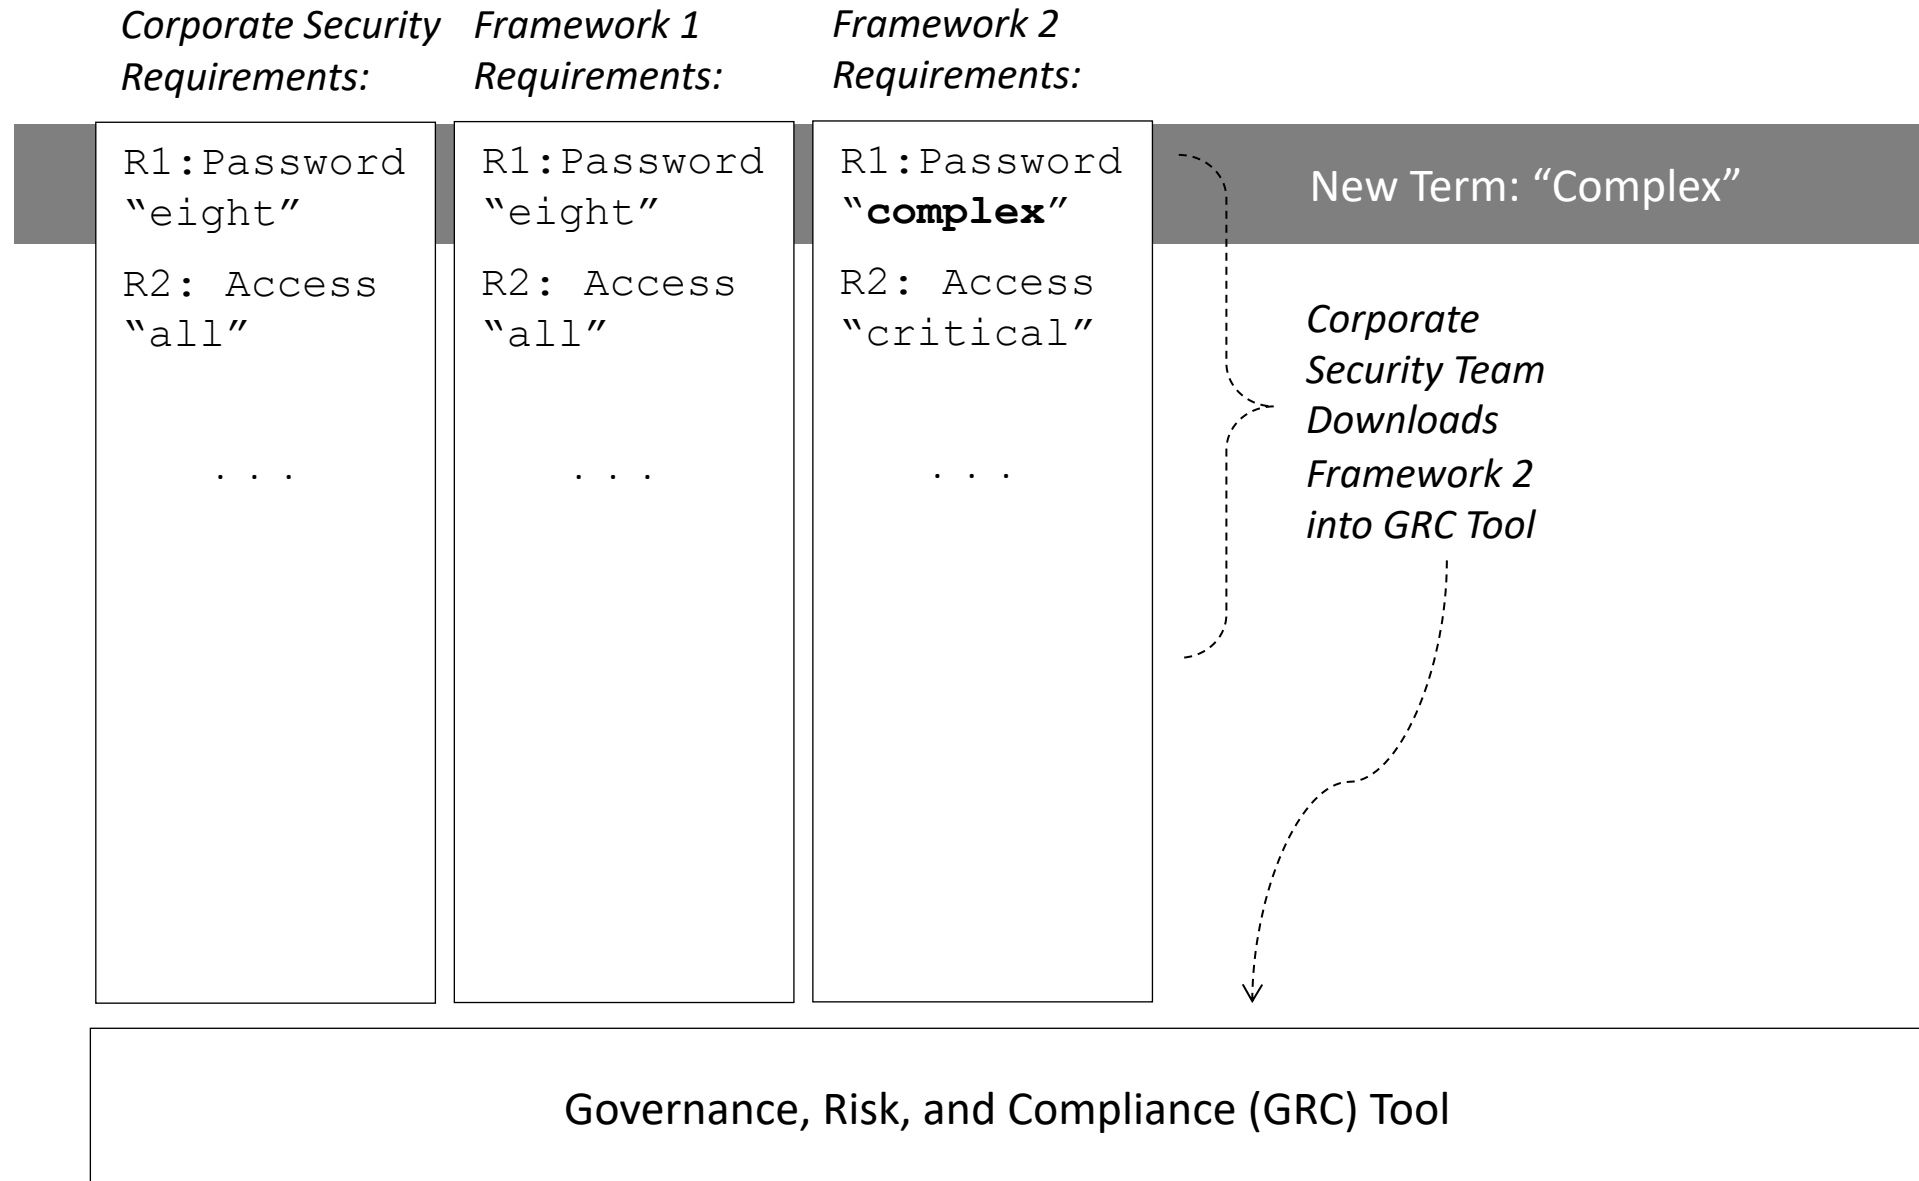 Corporate Security
Requirements:
Framework 1
Requirements:
Framework 2
Requirements:
R1:Password
“eight”
R2: Access
“all”
. . .
R1:Password
“eight”
R2: Access
“all”
. . .
R1:Password
“complex”
R2: Access
“critical”
. . .
New Term: “Complex”
Corporate
Security Team
Downloads
Framework 2
into GRC Tool
Governance, Risk, and Compliance (GRC) Tool